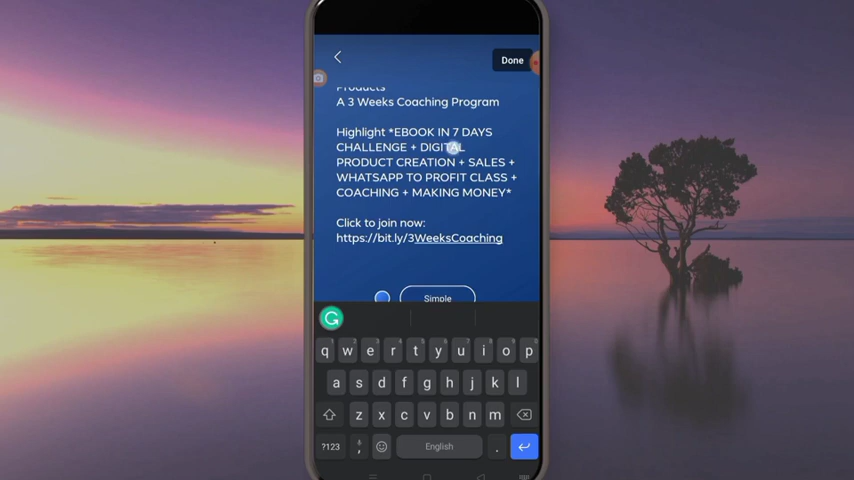 Done
Products
A 3 Weeks Coaching Program
Highlight *EBOOK IN 7 DAYS
CHALLENGE + DIGITAL
PRODUCT CREATION + SALES +
WHATSAPP TO PROFIT CLASS +
COACHING + MAKING MONEY*
Click to join now:
https://bit.ly/3WeeksCoaching
Simple
q w e r t y u i o p
a s d f g h j k l
z x c v b n m
?123 , English .